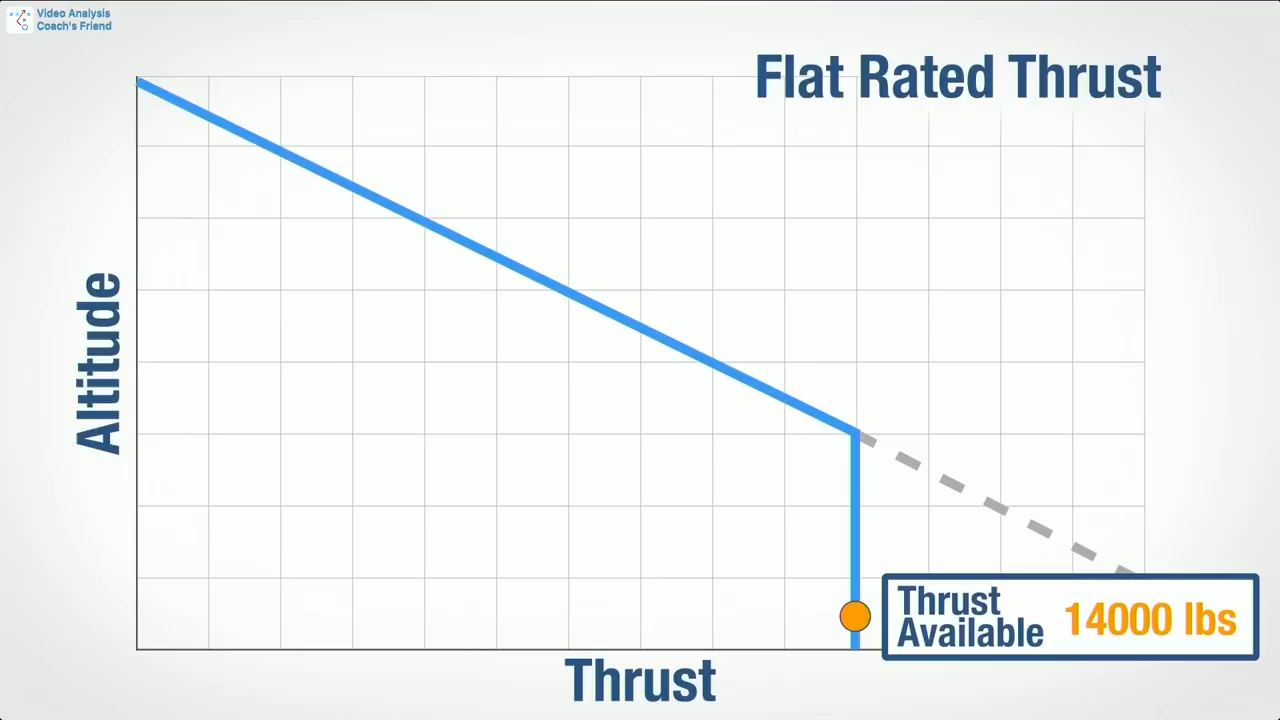 Video Analysis
Coach's Friend
Flat Rated Thrust
Altitude
Thrust
Available
14000 lbs
Thrust